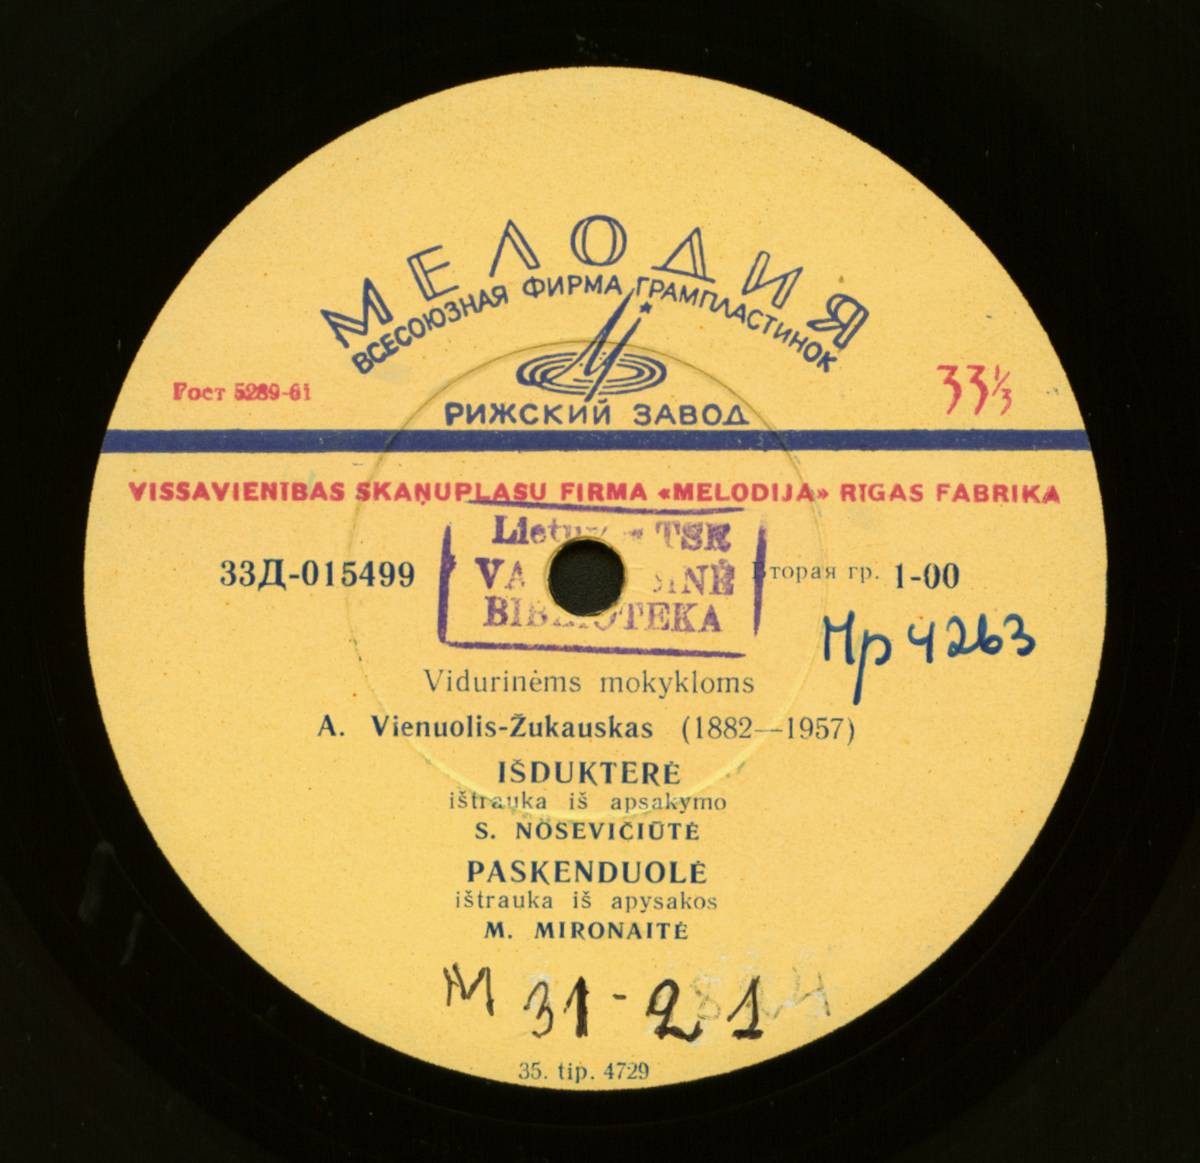 МЕЛОДИЯ
ВСЕСОЮЗНАЯ ФИРМА ГРАМПЛАСТИНОК
РИЖСКИЙ ЗАВОД
Гост 5289-61
33⅓
VISSAVIENĪBAS SKAŅUPLAŠU FIRMA «MELODIJA» RĪGAS FABRIKA
TSR
BIBLIOTEKA
33Д-015499
Вторая гр. 1-00
Мр 4263
Vidurinėms mokykloms
A. Vienuolis-Žukauskas (1882—1957)
IŠDUKTERĖ
ištrauka iš apsakymo
S. NOSEVIČIŪTĖ
PASKENDUOLĖ
ištrauka iš apysakos
M. MIRONAITĖ
M 31-21
35. tip. 4729